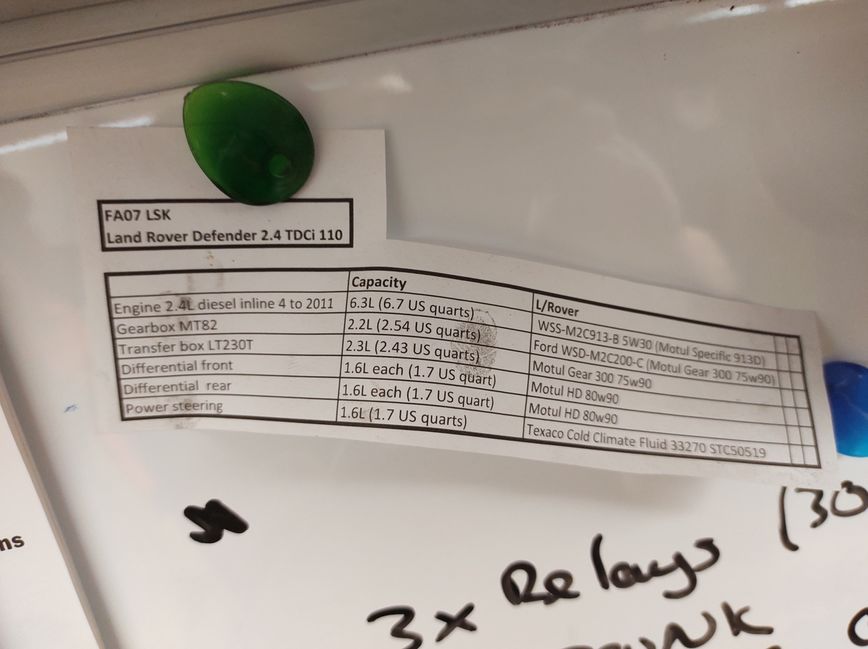 FA07 LSK
Land Rover Defender 2.4 TDCi 110
Capacity L/Rover
Engine 2.4L diesel inline 4 to 2011 6.3L (6.7 US quarts) WSS-M2C913-B 5W30 (Motul Specific 913D)
Gearbox MT82 2.2L (2.54 US quarts) Ford WSD-M2C200-C (Motul Gear 300 75w90)
Transfer box LT230T 2.3L (2.43 US quarts) Motul Gear 300 75w90
Differential front 1.6L each (1.7 US quart) Motul HD 80w90
Differential rear 1.6L each (1.7 US quart) Motul HD 80w90
Power steering 1.6L (1.7 US quarts) Texaco Cold Climate Fluid 33270 STC50519
ms
3x Relays (30